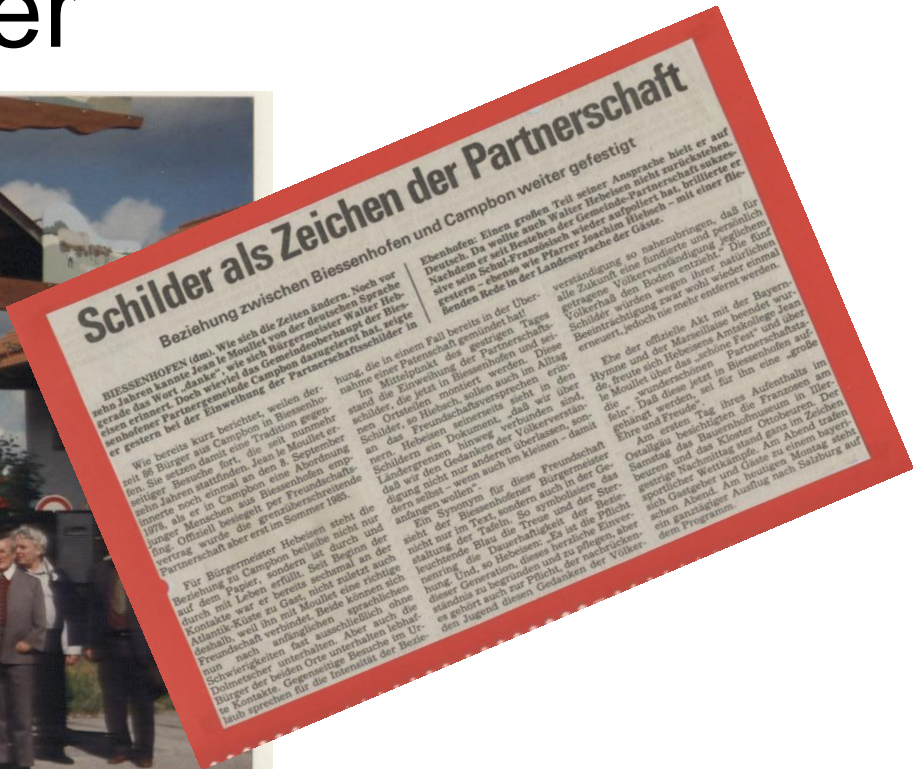 er
Schilder als Zeichen der Partnerschaft
Beziehung zwischen Biessenhofen und Campbon weiter gefestigt
BIESSENHOFEN (dm). Wie sich die Zeiten ändern. Noch vor
zehn Jahren kannte Jean le Moullet von der deutschen Sprache
gerade das Wort „danke", wie sich Bürgermeister Walter Heb-
eisen erinnert. Doch wieviel das Gemeindeoberhaupt der Bies-
senhofener Partnergemeinde Campbon dazugelernt hat, zeigte
er gestern bei der Einweihung der Partnerschaftsschilder in
Ebenhofen: Einen großen Teil seiner Ansprache hielt er auf
Deutsch. Da wollte auch Walter Hebeisen nicht zurückstehen.
Nachdem er seit Bestehen der Gemeinde-Partnerschaft sukzes-
sive sein Schul-Französisch wieder aufpoliert hat, brillierte er
gestern – ebenso wie Pfarrer Joachim Hiebsch – mit einer flie-
ßenden Rede in der Landessprache der Gäste.
Wie bereits kurz berichtet, weilen der-
zeit 86 Bürger aus Campbon in Biessenho-
fen. Sie setzen damit eine Tradition gegen-
seitiger Besuche fort, die seit nunmehr
zehn Jahren stattfinden. Jean le Moullet er-
innerte noch einmal an den 8. September
1978, als er in Campbon eine Abordnung
junger Menschen aus Biessenhofen emp-
fing. Offiziell besiegelt per Freundschafts-
vertrag wurde die grenzüberschreitende
Partnerschaft aber erst im Sommer 1985.
Für Bürgermeister Hebeisen steht die
Beziehung zu Campbon beileibe nicht nur
auf dem Papier, sondern ist durch und
durch mit Leben erfüllt. Seit Beginn der
Kontakte war er bereits sechsmal an der
Atlantik-Küste zu Gast, nicht zuletzt auch
deshalb, weil ihn mit Moullet eine richtige
Freundschaft verbindet. Beide können sich
nun nach anfänglichen sprachlichen
Schwierigkeiten fast ausschließlich ohne
Dolmetscher unterhalten. Aber auch die
Bürger der beiden Orte unterhalten lebhaf-
te Kontakte. Gegenseitige Besuche im Ur-
laub sprechen für die Intensität der Bezie-
hung, die in einem Fall bereits in der Über-
nahme einer Patenschaft gemündet hat!
Im Mittelpunkt des gestrigen Tages
stand die Einweihung der Partnerschafts-
schilder, die jetzt in Biessenhofen und sei-
nen Ortsteilen montiert werden. Diese
Schilder, so Hiebsch, sollen auch im Alltag
an das Freundschaftsversprechen erin-
nern. Hebeisen seinerseits sieht in den
Schildern ein Dokument, „daß wir über
Ländergrenzen hinweg verbunden sind,
daß wir den Gedanken der Völkerverstän-
digung nicht nur anderen überlassen, son-
dern selbst – wenn auch im kleinen – damit
anfangen wollen".
Ein Synonym für diese Freundschaft
sieht der Biessenhofener Bürgermeister
nicht nur im Text, sondern auch in der Ge-
staltung der Tafeln. So symbolisiere das
leuchtende Blau die Treue und der Ster-
nenring die Dauerhaftigkeit der Bezie-
hung. Und, so Hebeisen: „Es ist die Pflicht
dieser Generation, dieses herzliche Einver-
ständnis zu begründen und zu pflegen, aber
es gehört auch zur Pflicht, der nachrücken-
den Jugend diesen Gedanken der Völker-
verständigung so nahezubringen, daß für
alle Zukunft eine fundierte und persönlich
getragene Völkerverständigung jeglichem
Völkerhaß den Boden entzieht." Die fünf
Schilder würden wegen ihrer natürlichen
Beeinträchtigung zwar wohl wieder einmal
erneuert, jedoch nie mehr entfernt werden.
Ehe der offizielle Akt mit der Bayern-
Hymne und der Marseillaise beendet wur-
de, freute sich Hebeisens Amtskollege Jean
le Moullet über das „schöne Fest" und über
die „wunderschönen Partnerschaftsta-
feln". Daß diese jetzt in Biessenhofen auf-
gehängt werden, sei für ihn eine „große
Ehre und Freude".
Am ersten Tag ihres Aufenthalts im
Ostallgäu besichtigten die Franzosen am
Samstag das Bauernhofmuseum in Iller-
beuren und das Kloster Ottobeuren. Der
gestrige Nachmittag stand ganz im Zeichen
sportlicher Wettkämpfe. Am Abend trafen
sich Gastgeber und Gäste zu einem bayeri-
schen Abend. Am heutigen Montag steht
ein ganztägiger Ausflug nach Salzburg auf
dem Programm.